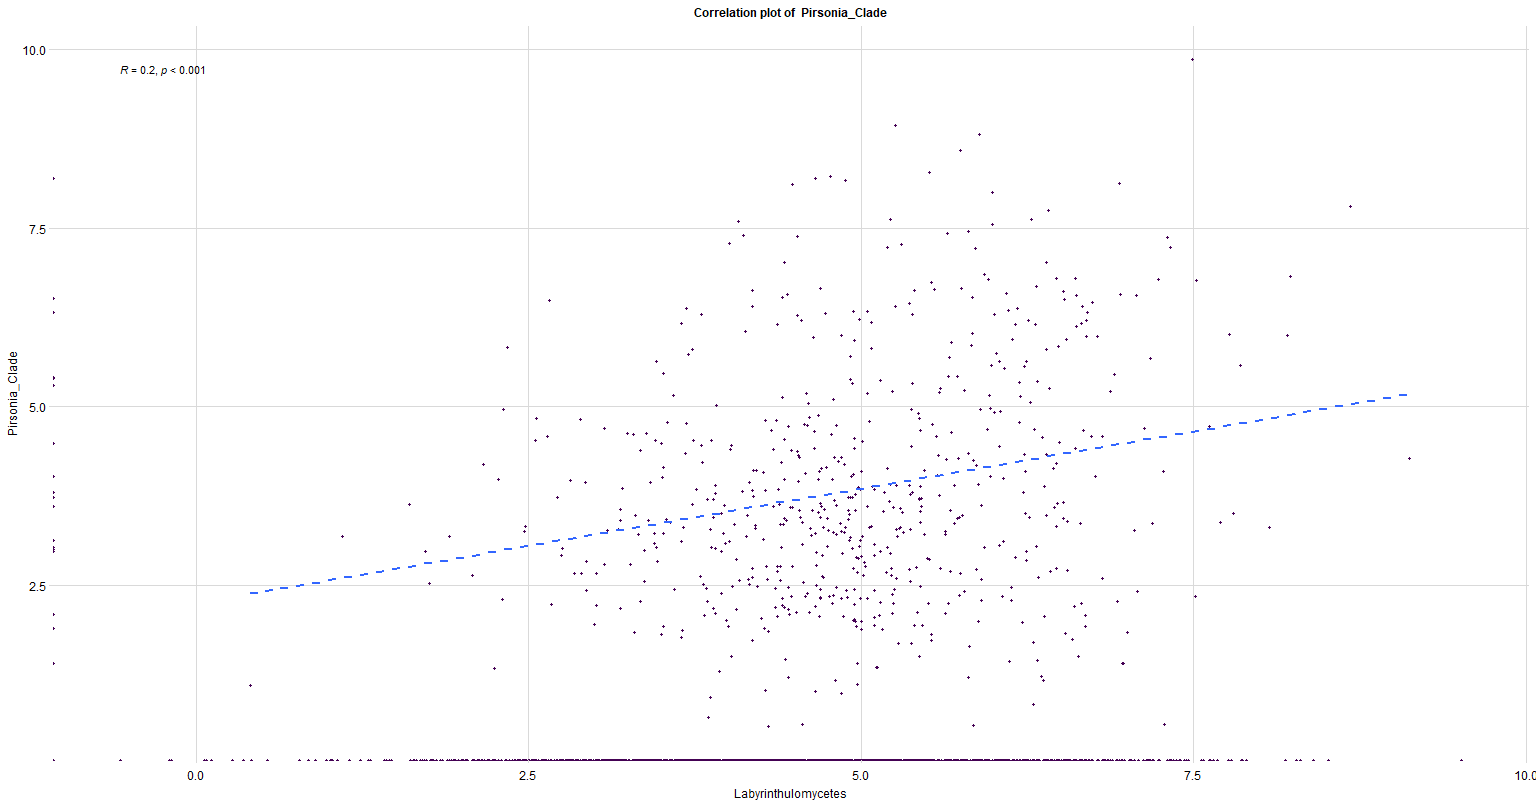 Correlation plot of Pirsonia_Clade
10.0
R = 0.2, p < 0.001
7.5
Pirsonia_Clade
5.0
2.5
0.0 2.5 5.0 7.5 10.0
Labyrinthulomycetes